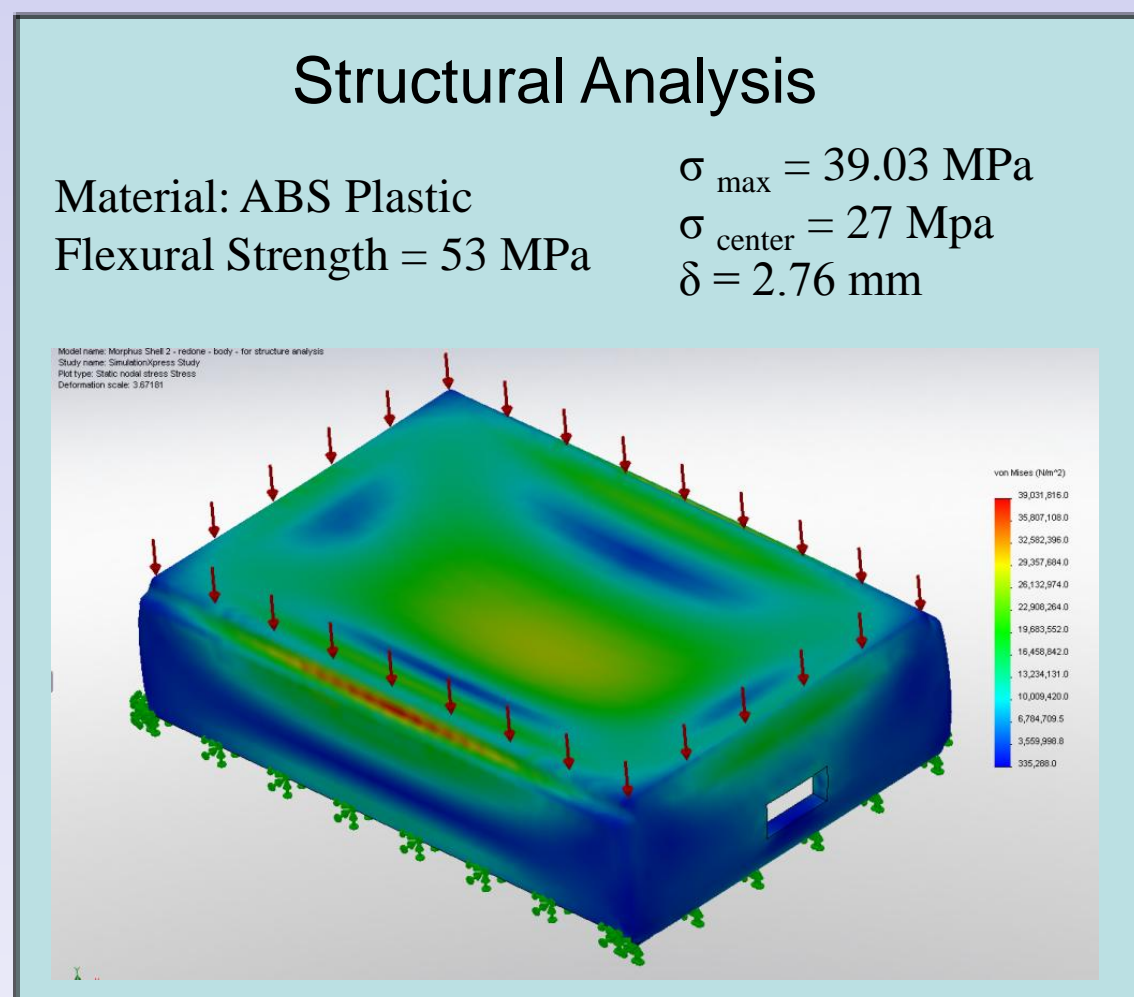 Structural Analysis
Material: ABS Plastic
Flexural Strength = 53 MPa
σ max = 39.03 MPa
σ center = 27 Mpa
δ = 2.76 mm
Model name: Morphus Shell 2 - redone - body - for structure analysis
Study name: SimulationXpress Study
Plot type: Static nodal stress Stress
Deformation scale: 3.67181
von Mises (N/m^2)
39,031,816.0
35,807,108.0
32,582,396.0
29,357,684.0
26,132,974.0
22,908,264.0
19,683,552.0
16,458,842.0
13,234,131.0
10,009,420.0
6,784,709.5
3,559,998.8
335,288.0
Y